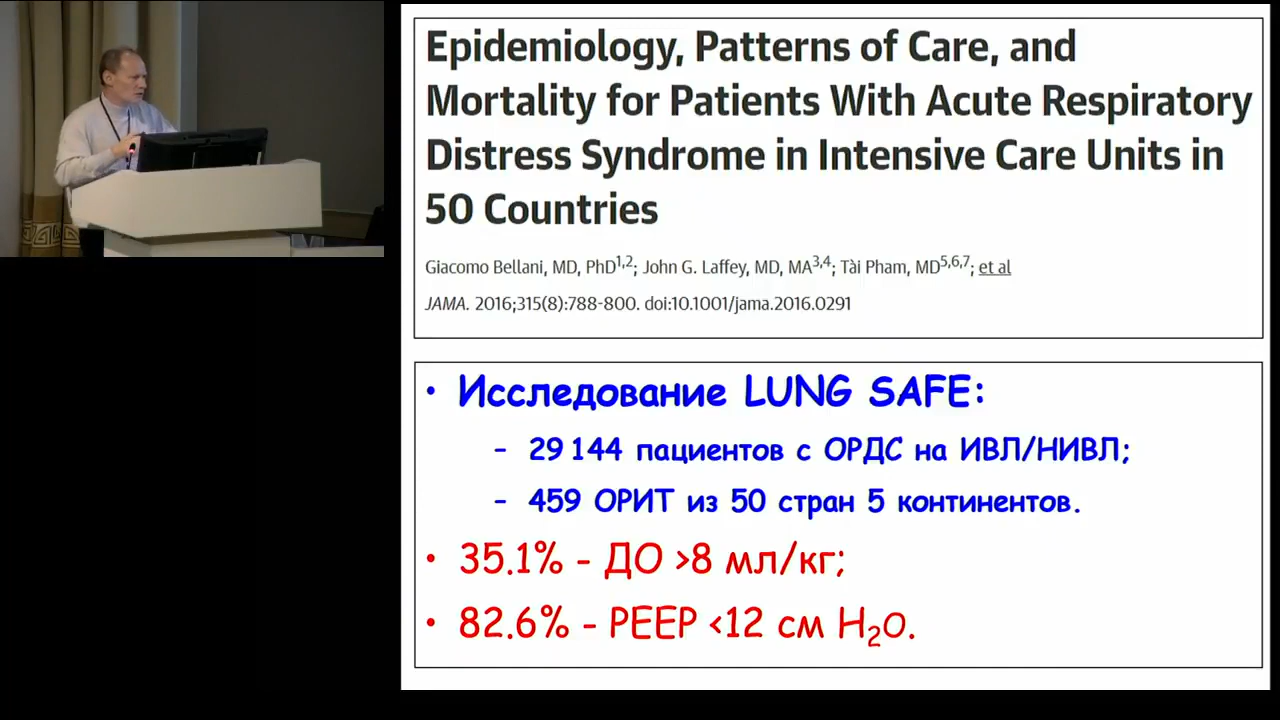 Epidemiology, Patterns of Care, and
Mortality for Patients With Acute Respiratory
Distress Syndrome in Intensive Care Units in
50 Countries
Giacomo Bellani, MD, PhD1,2; John G. Laffey, MD, MA3,4; Tài Pham, MD5,6,7; et al
JAMA. 2016;315(8):788-800. doi:10.1001/jama.2016.0291
• Исследование LUNG SAFE:
– 29 144 пациентов с ОРДС на ИВЛ/НИВЛ;
– 459 ОРИТ из 50 стран 5 континентов.
• 35.1% - ДО >8 мл/кг;
• 82.6% - PEEP <12 см H2O.